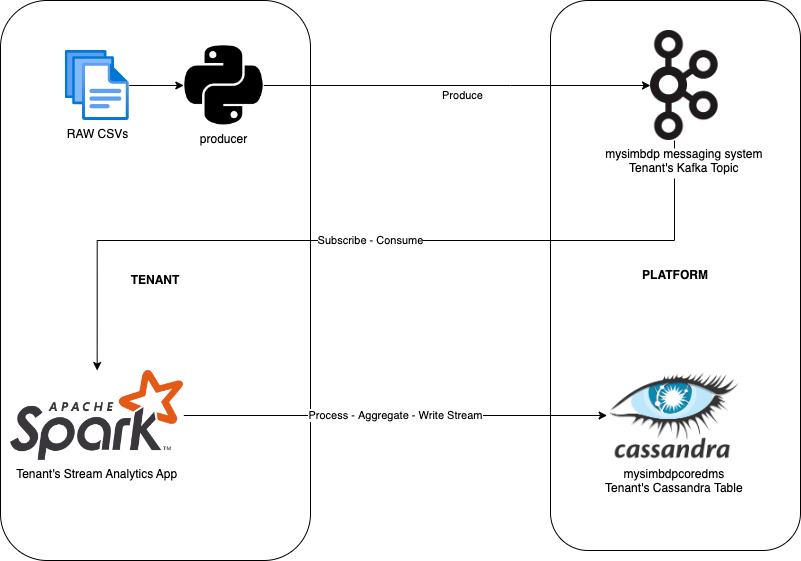 RAW CSVs
producer
Produce
mysimbdp messaging system
Tenant's Kafka Topic
Subscribe - Consume
TENANT
PLATFORM
APACHE
Spark™
Tenant's Stream Analytics App
Process - Aggregate - Write Stream
cassandra
mysimbdpcoredms
Tenant's Cassandra Table